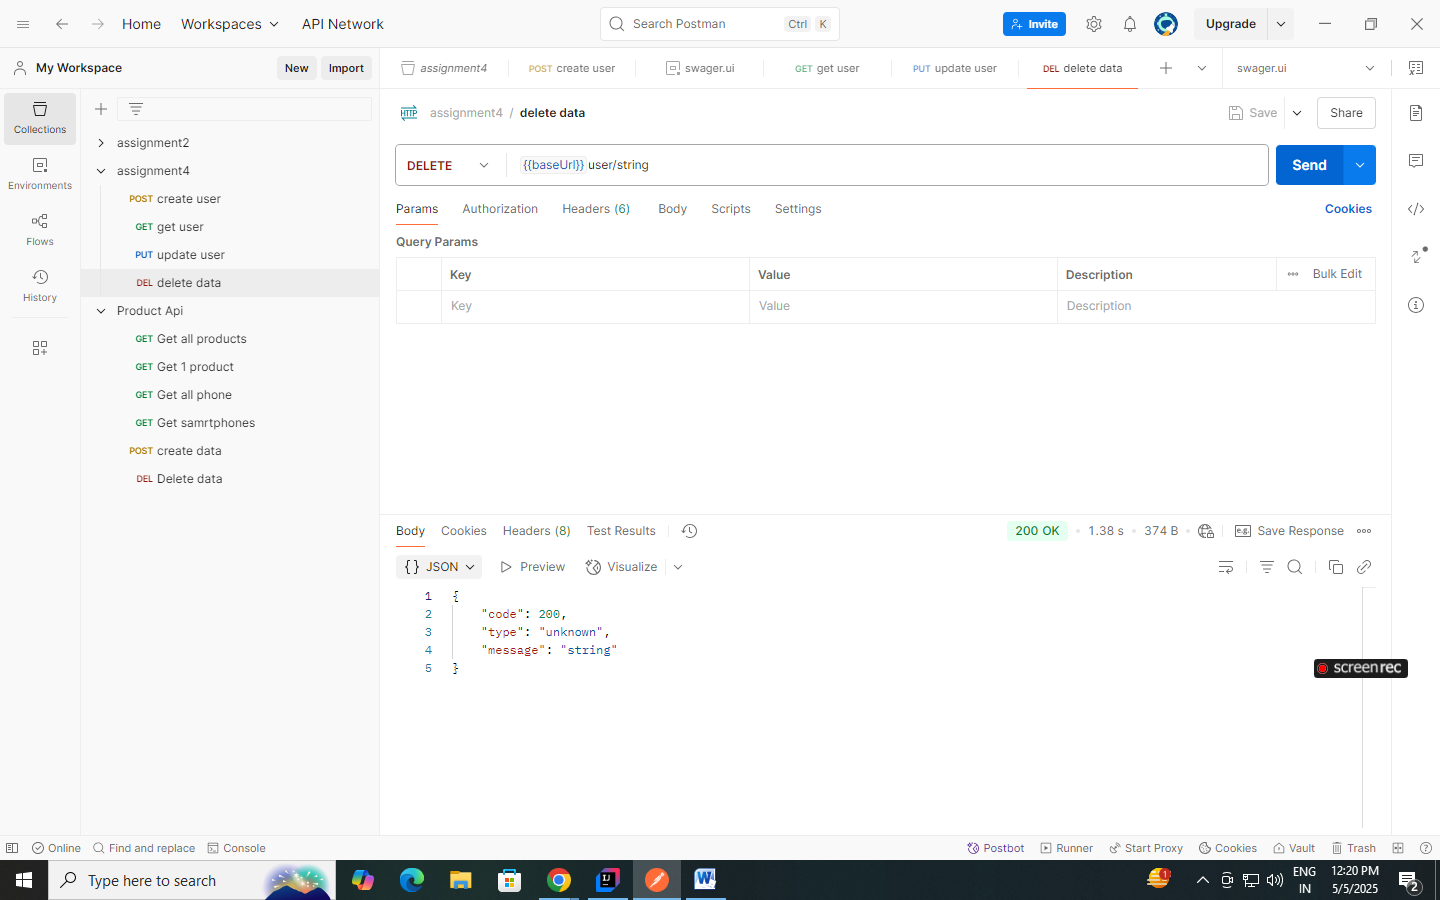 Home Workspaces API Network Search Postman Ctrl K Invite Upgrade
My Workspace New Import assignment4 POST create user swager.ui GET get user PUT update user DEL delete data swager.ui
Collections
Environments
Flows
History
assignment2
assignment4
POST create user
GET get user
PUT update user
DEL delete data
Product Api
GET Get all products
GET Get 1 product
GET Get all phone
GET Get samrtphones
POST create data
DEL Delete data
HTTP assignment4 / delete data Save Share
DELETE {{baseUrl}} user/string Send
Params Authorization Headers (6) Body Scripts Settings Cookies
Query Params
Key Value Description Bulk Edit
Key Value Description
Body Cookies Headers (8) Test Results 200 OK 1.38 s 374 B e.g. Save Response
{} JSON Preview Visualize
1 {
2 "code": 200,
3 "type": "unknown",
4 "message": "string"
5 }
screenrec
Online Find and replace Console Postbot Runner Start Proxy Cookies Vault Trash
Type here to search 1 ENG 12:20 PM
IN 5/5/2025 2